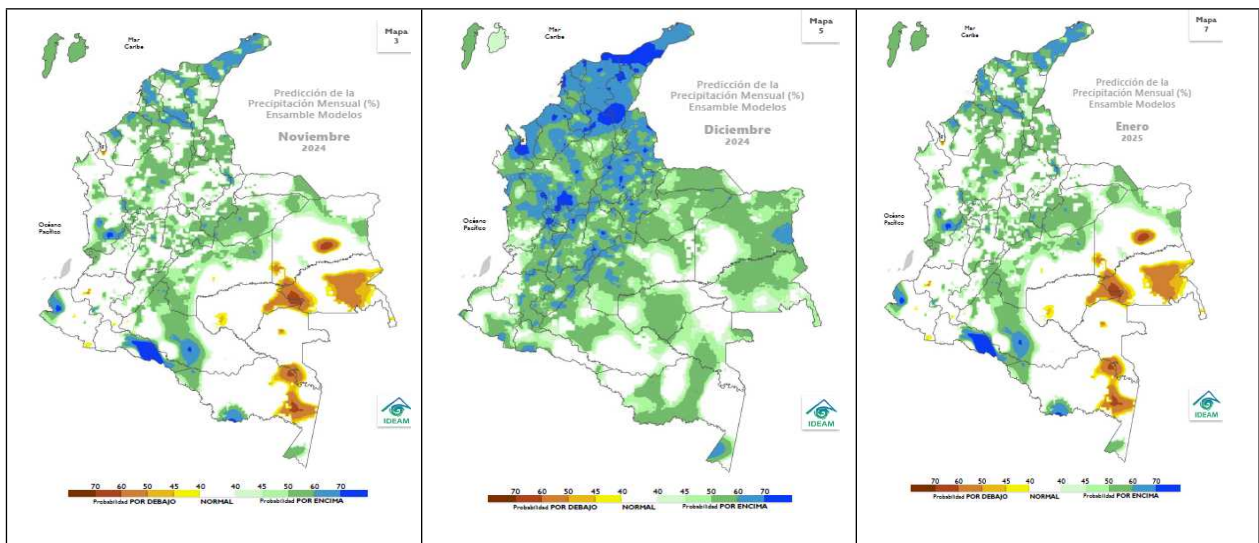 Mapa
3
Mar
Caribe
Predicción de la
Precipitación Mensual (%)
Ensamble Modelos
Noviembre
2024
Océano
Pacífico
IDEAM
70 60 50 45 40 40 45 50 60 70
Probabilidad POR DEBAJO NORMAL Probabilidad POR ENCIMA
Mapa
5
Mar
Caribe
Predicción de la
Precipitación Mensual (%)
Ensamble Modelos
Diciembre
2024
Océano
Pacífico
IDEAM
70 60 50 45 40 40 45 50 60 70
Probabilidad POR DEBAJO NORMAL Probabilidad POR ENCIMA
Mapa
7
Mar
Caribe
Predicción de la
Precipitación Mensual (%)
Ensamble Modelos
Enero
2025
Océano
Pacífico
IDEAM
70 60 50 45 40 40 45 50 60 70
Probabilidad POR DEBAJO NORMAL Probabilidad POR ENCIMA